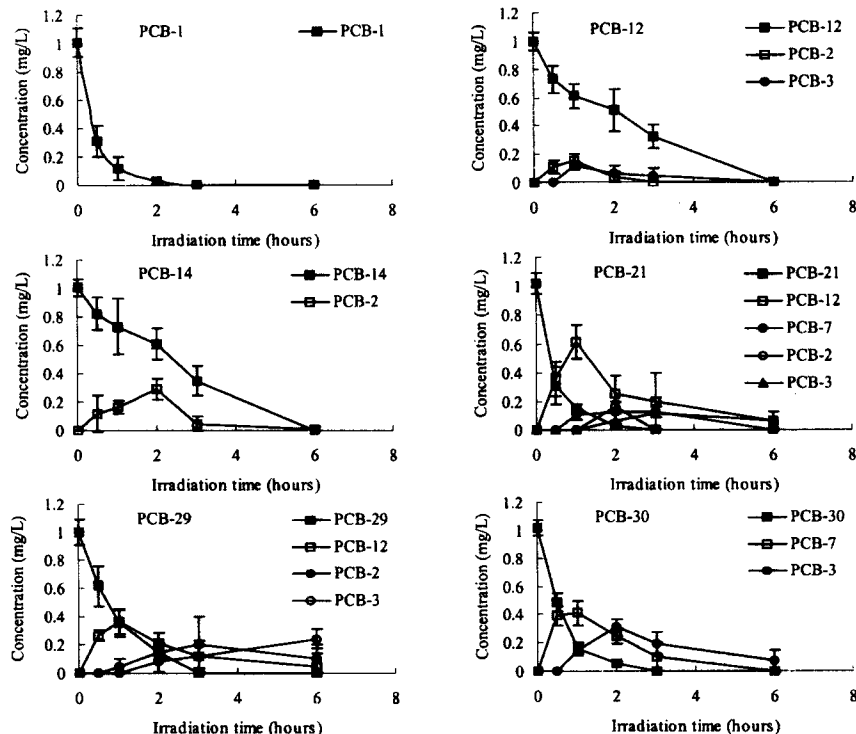 PCB-1
PCB-1
Concentration (mg/L)
1.2
1
0.8
0.6
0.4
0.2
0
0 2 4 6 8
Irradiation time (hours)
PCB-12
PCB-12
PCB-2
PCB-3
Concentration (mg/L)
1.2
1
0.8
0.6
0.4
0.2
0
0 2 4 6 8
Irradiation time (hours)
PCB-14
PCB-14
PCB-2
Concentration (mg/L)
1.2
1
0.8
0.6
0.4
0.2
0
0 2 4 6 8
Irradiation time (hours)
PCB-21
PCB-21
PCB-12
PCB-7
PCB-2
PCB-3
Concentration (mg/L)
1.2
1
0.8
0.6
0.4
0.2
0
0 2 4 6 8
Irradiation time (hours)
PCB-29
PCB-29
PCB-12
PCB-2
PCB-3
Concentration (mg/L)
1.2
1
0.8
0.6
0.4
0.2
0
0 2 4 6 8
Irradiation time (hours)
PCB-30
PCB-30
PCB-7
PCB-3
Concentration (mg/L)
1.2
1
0.8
0.6
0.4
0.2
0
0 2 4 6 8
Irradiation time (hours)